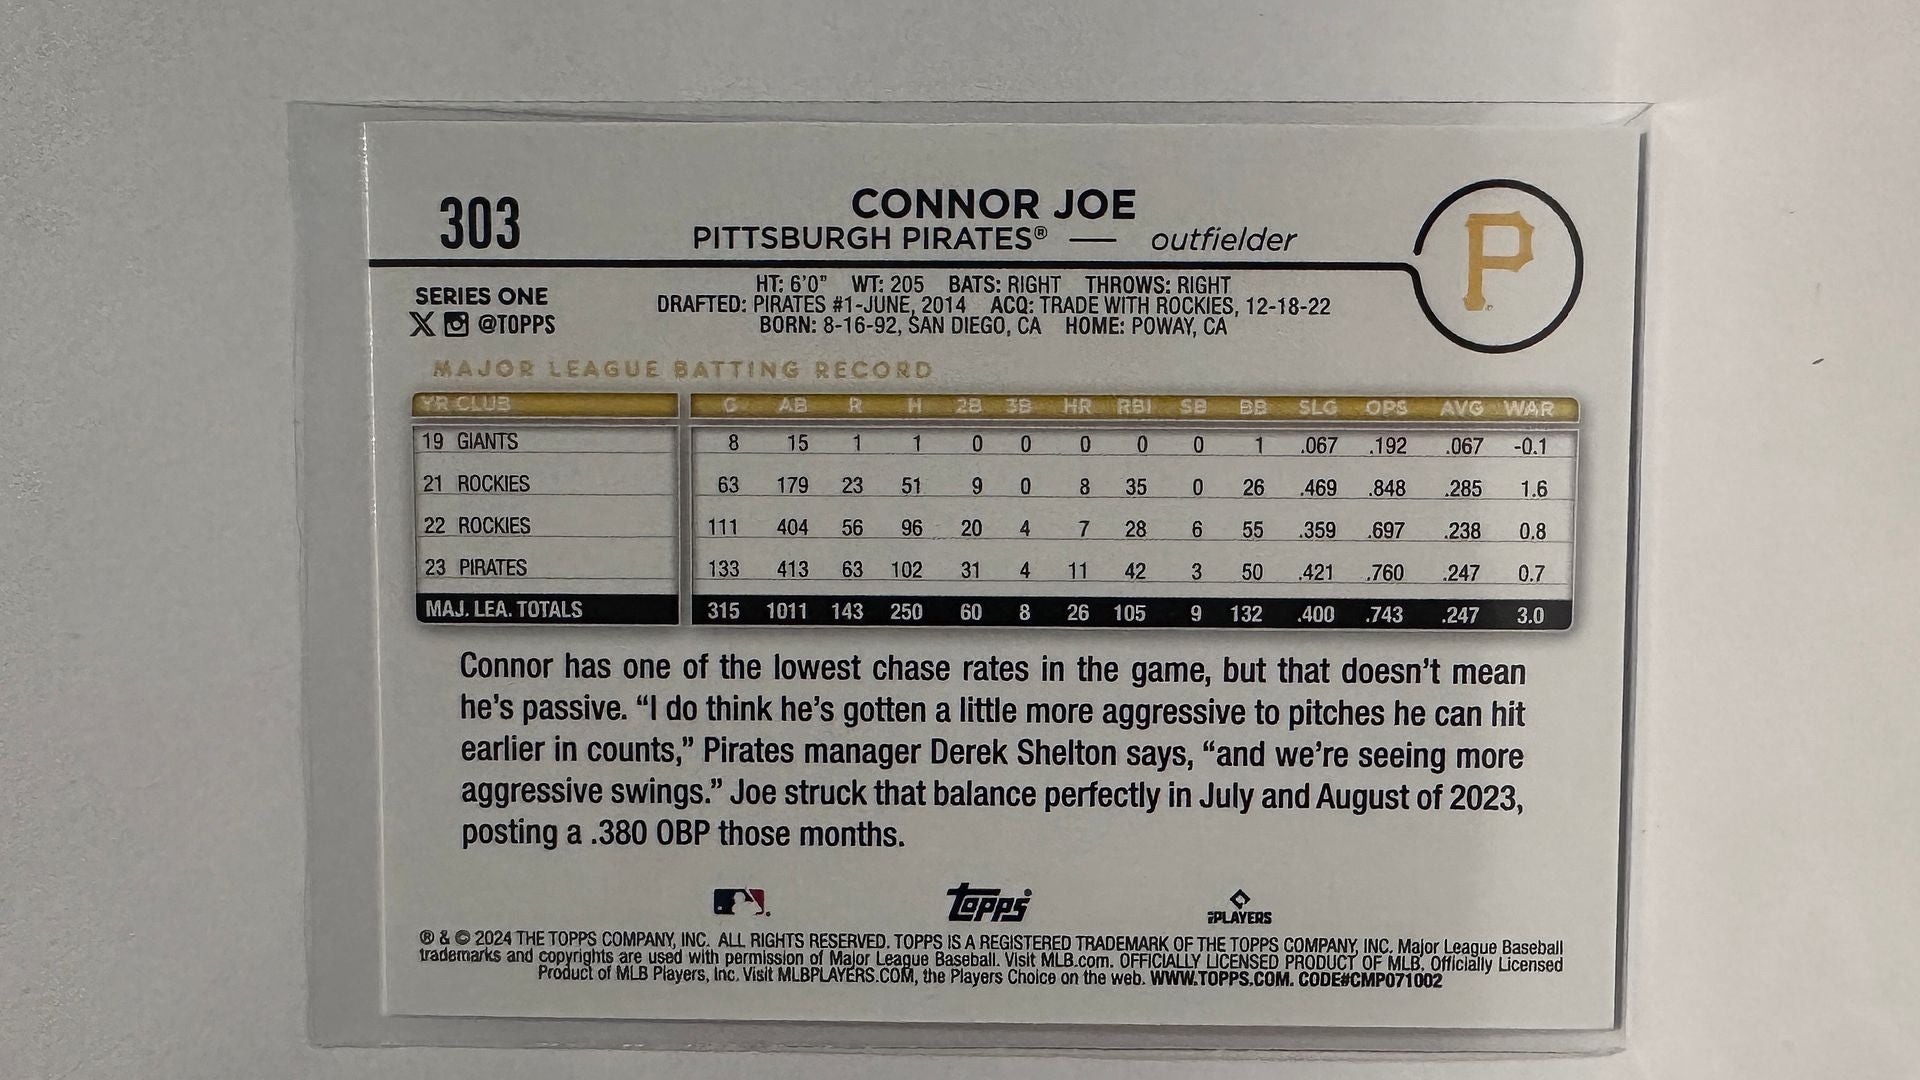 303
CONNOR JOE
PITTSBURGH PIRATES® — outfielder
P
SERIES ONE
@TOPPS
HT: 6'0" WT: 205 BATS: RIGHT THROWS: RIGHT
DRAFTED: PIRATES #1-JUNE, 2014 ACQ: TRADE WITH ROCKIES, 12-18-22
BORN: 8-16-92, SAN DIEGO, CA HOME: POWAY, CA
MAJOR LEAGUE BATTING RECORD
YR CLUB G AB R H 2B 3B HR RBI SB BB SLG OPS AVG WAR
19 GIANTS 8 15 1 1 0 0 0 0 0 1 .067 .192 .067 -0.1
21 ROCKIES 63 179 23 51 9 0 8 35 0 26 .469 .848 .285 1.6
22 ROCKIES 111 404 56 96 20 4 7 28 6 55 .359 .697 .238 0.8
23 PIRATES 133 413 63 102 31 4 11 42 3 50 .421 .760 .247 0.7
MAJ. LEA. TOTALS 315 1011 143 250 60 8 26 105 9 132 .400 .743 .247 3.0
Connor has one of the lowest chase rates in the game, but that doesn't mean
he's passive. “I do think he's gotten a little more aggressive to pitches he can hit
earlier in counts,” Pirates manager Derek Shelton says, “and we're seeing more
aggressive swings.” Joe struck that balance perfectly in July and August of 2023,
posting a .380 OBP those months.
Topps
PLAYERS
® & © 2024 THE TOPPS COMPANY, INC. ALL RIGHTS RESERVED. TOPPS IS A REGISTERED TRADEMARK OF THE TOPPS COMPANY, INC. Major League Baseball
trademarks and copyrights are used with permission of Major League Baseball. Visit MLB.com. OFFICIALLY LICENSED PRODUCT OF MLB. Officially Licensed
Product of MLB Players, Inc. Visit MLBPLAYERS.COM, the Players Choice on the web. WWW.TOPPS.COM. CODE#CMP071002